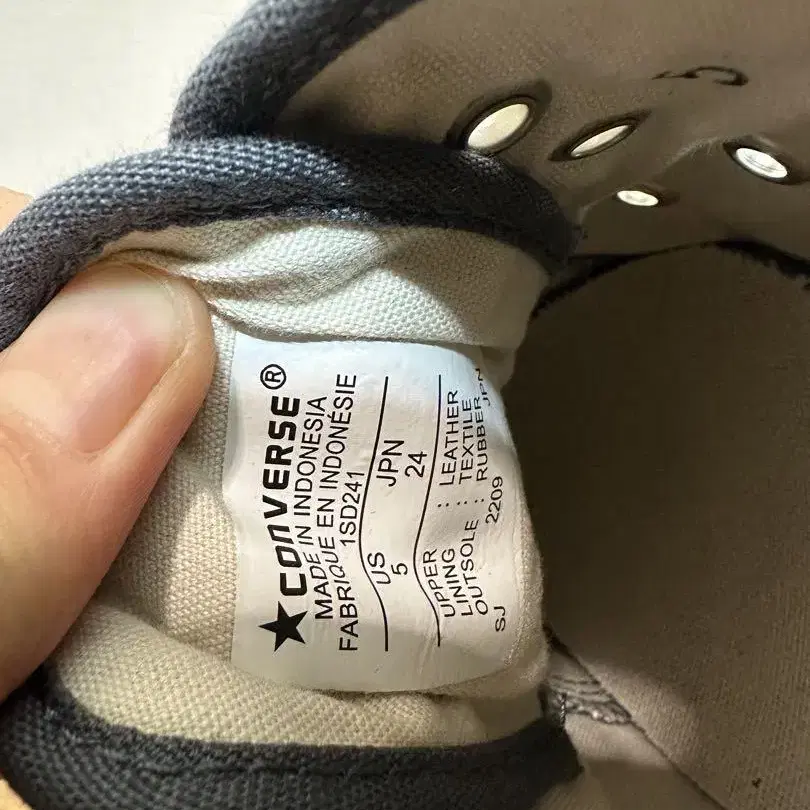 ★CONVERSE®
MADE IN INDONESIA
FABRIQUE EN INDONÉSIE
1SD241
US JPN
5 24
UPPER : LEATHER
LINING : TEXTILE
OUTSOLE : RUBBER
SJ 2209 JPN